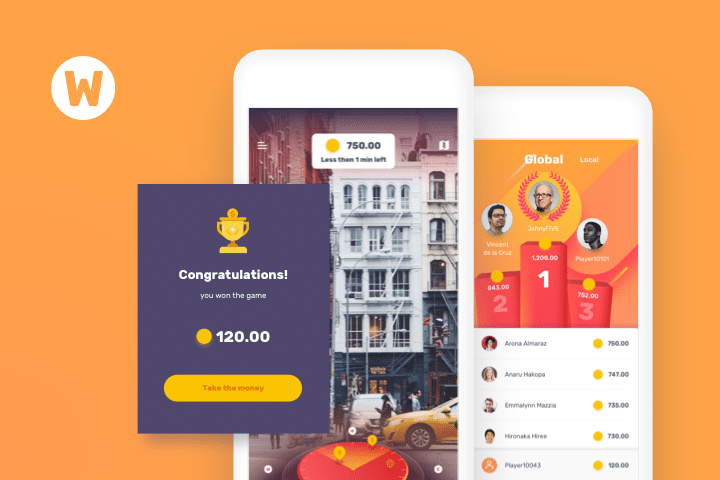 W
750.00
Less then 1 min left
Congratulations!
you won the game
120.00
Take the money
N
W
E
Global
Local
JohnyFIVE
Vincent
de la Cruz
Player10101
1,208.00
1
843.00
2
752.00
3
Arona Almaraz
750.00
Anaru Hakopa
747.00
Emmalynn Mazzia
735.00
Hironaka Hiree
730.00
Player10043
120.00